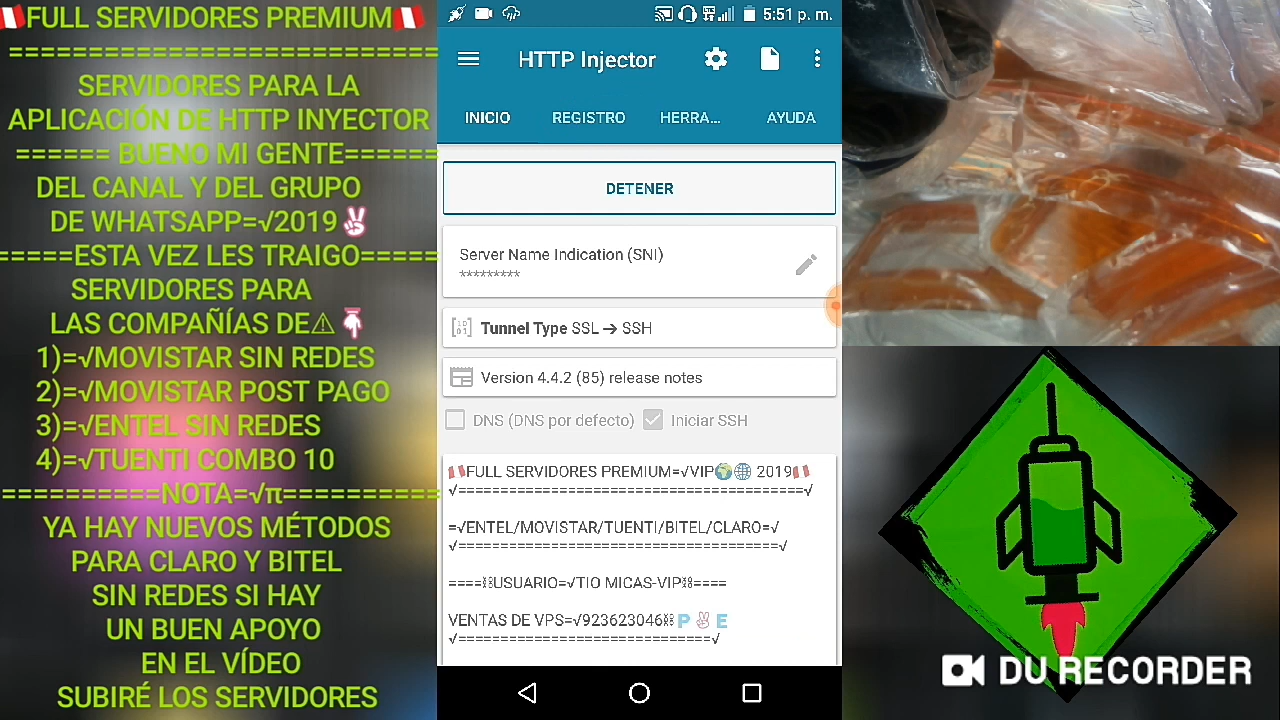 🇵🇪FULL SERVIDORES PREMIUM🇵🇪
==========================
SERVIDORES PARA LA
APLICACIÓN DE HTTP INYECTOR
====== BUENO MI GENTE======
DEL CANAL Y DEL GRUPO
DE WHATSAPP=√2019✌
=====ESTA VEZ LES TRAIGO=====
SERVIDORES PARA
LAS COMPAÑÍAS DE⚠👇
1)=√MOVISTAR SIN REDES
2)=√MOVISTAR POST PAGO
3)=√ENTEL SIN REDES
4)=√TUENTI COMBO 10
==========NOTA=√π==========
YA HAY NUEVOS MÉTODOS
PARA CLARO Y BITEL
SIN REDES SI HAY
UN BUEN APOYO
EN EL VÍDEO
SUBIRÉ LOS SERVIDORES
5:51 p. m.
HTTP Injector
INICIO REGISTRO HERRA... AYUDA
DETENER
Server Name Indication (SNI)
*********
Tunnel Type SSL → SSH
Version 4.4.2 (85) release notes
DNS (DNS por defecto) Iniciar SSH
🇵🇪FULL SERVIDORES PREMIUM=√VIP🌍🌐 2019🇵🇪
√=========================================√
=√ENTEL/MOVISTAR/TUENTI/BITEL/CLARO=√
√======================================√
====⛓USUARIO=√TIO MICAS-VIP⛓====
VENTAS DE VPS=√923623046⛓🇵✌🇪
√==============================√
DU RECORDER